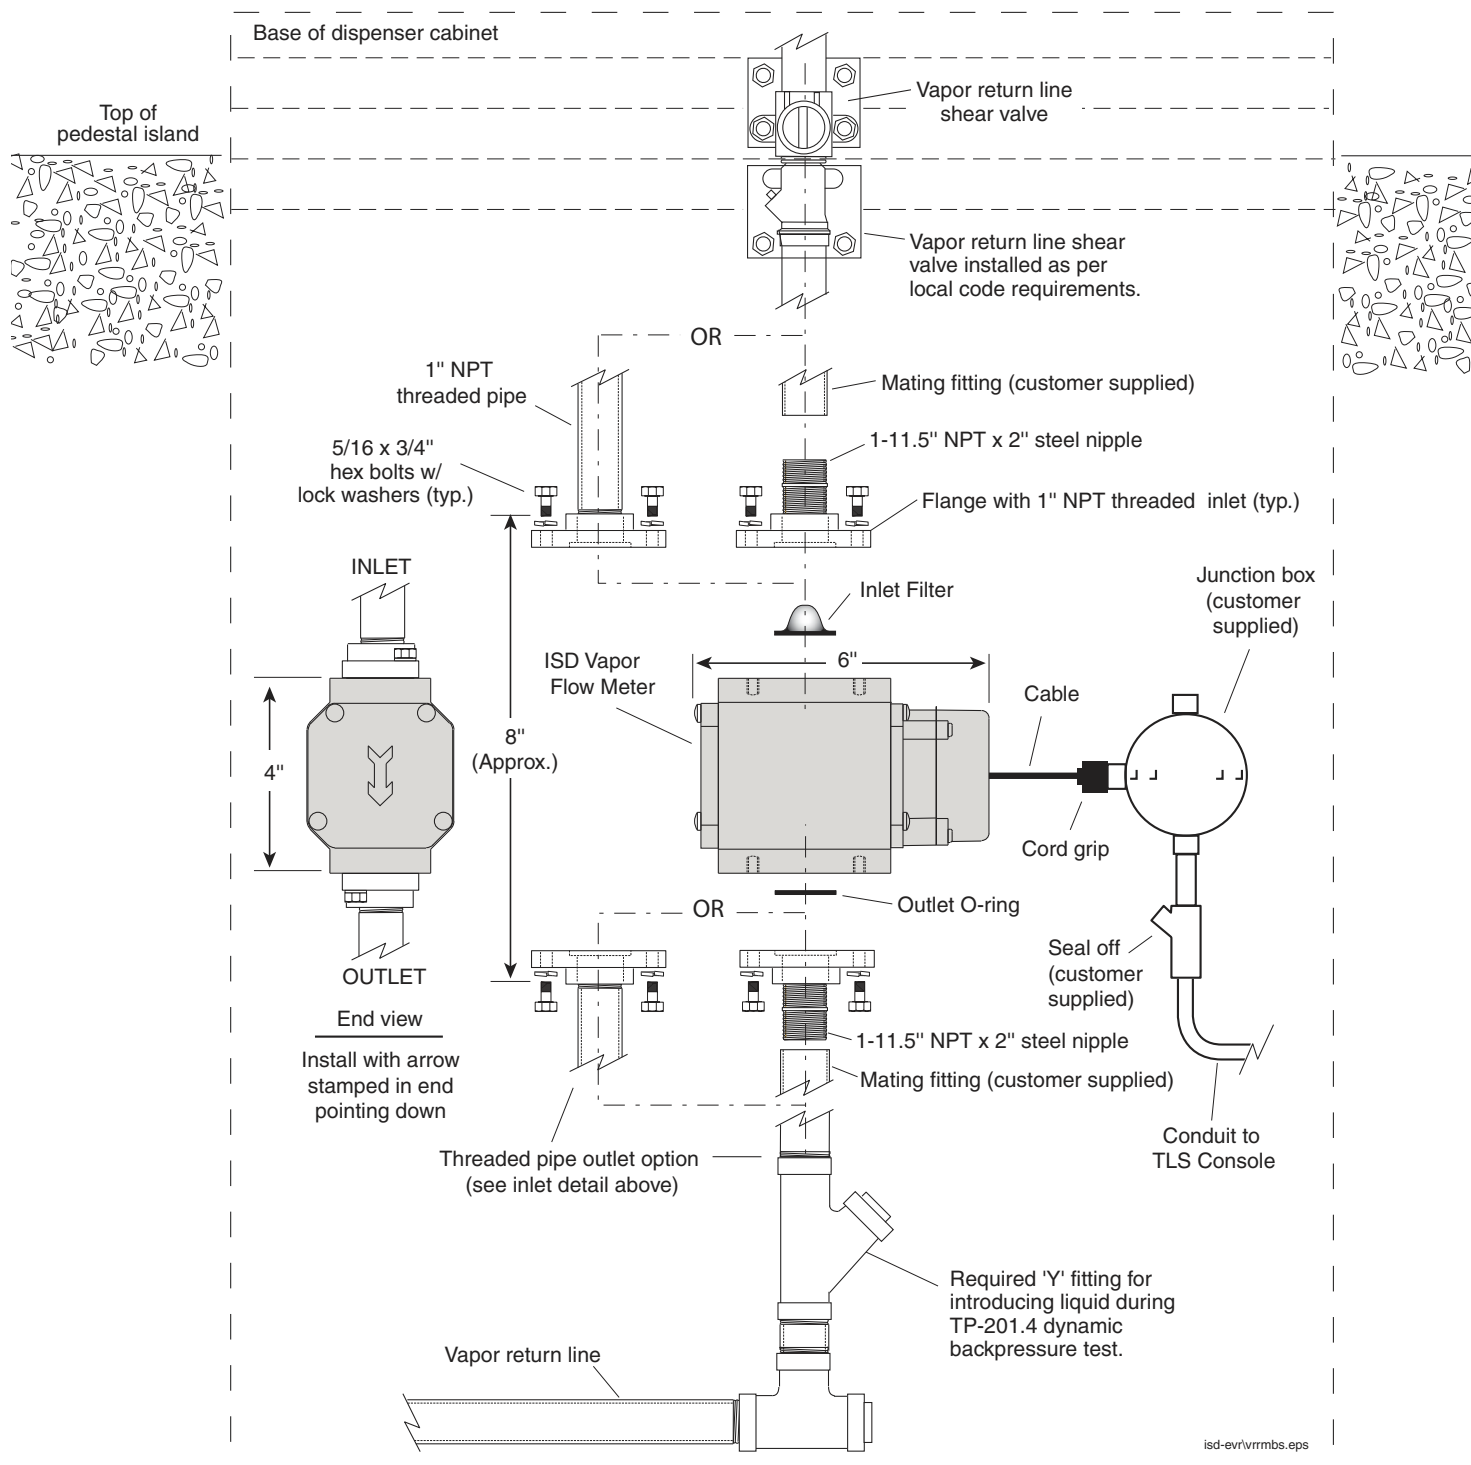 Base of dispenser cabinet
Top of
pedestal island
Vapor return line
shear valve
Vapor return line shear
valve installed as per
local code requirements.
OR
1" NPT
threaded pipe
Mating fitting (customer supplied)
5/16 x 3/4"
hex bolts w/
lock washers (typ.)
1-11.5" NPT x 2" steel nipple
Flange with 1" NPT threaded inlet (typ.)
INLET
Inlet Filter
Junction box
(customer
supplied)
ISD Vapor
Flow Meter
6"
Cable
8"
(Approx.)
4"
Cord grip
OR
Outlet O-ring
OUTLET
Seal off
(customer
supplied)
End view
Install with arrow
stamped in end
pointing down
1-11.5" NPT x 2" steel nipple
Mating fitting (customer supplied)
Threaded pipe outlet option
(see inlet detail above)
Conduit to
TLS Console
Required 'Y' fitting for
introducing liquid during
TP-201.4 dynamic
backpressure test.
Vapor return line
isd-evr\vrrmbs.eps